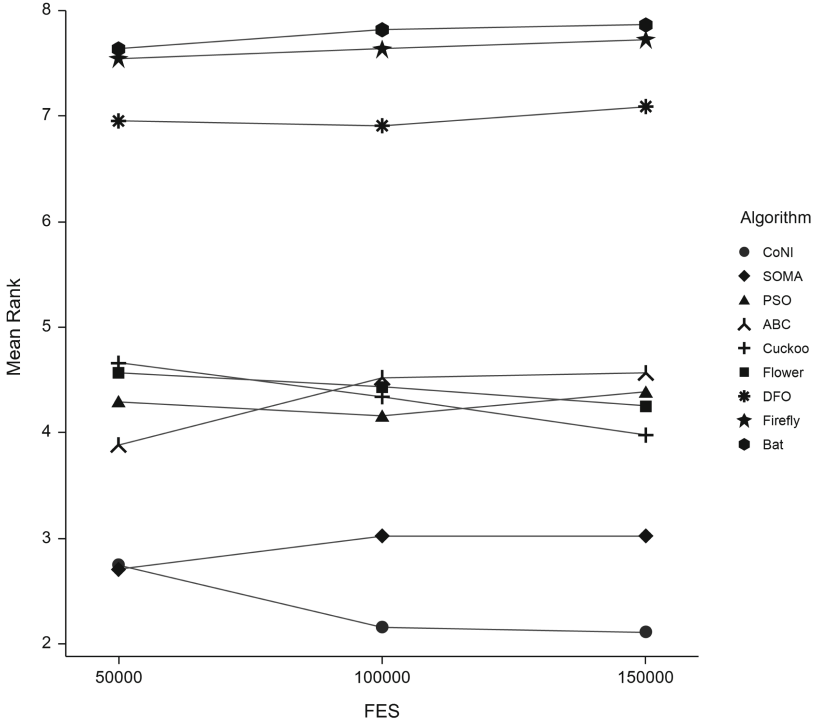 8
7
6
5
4
3
2
Mean Rank
50000
100000
150000
FES
Algorithm
CoNI
SOMA
PSO
ABC
Cuckoo
Flower
DFO
Firefly
Bat